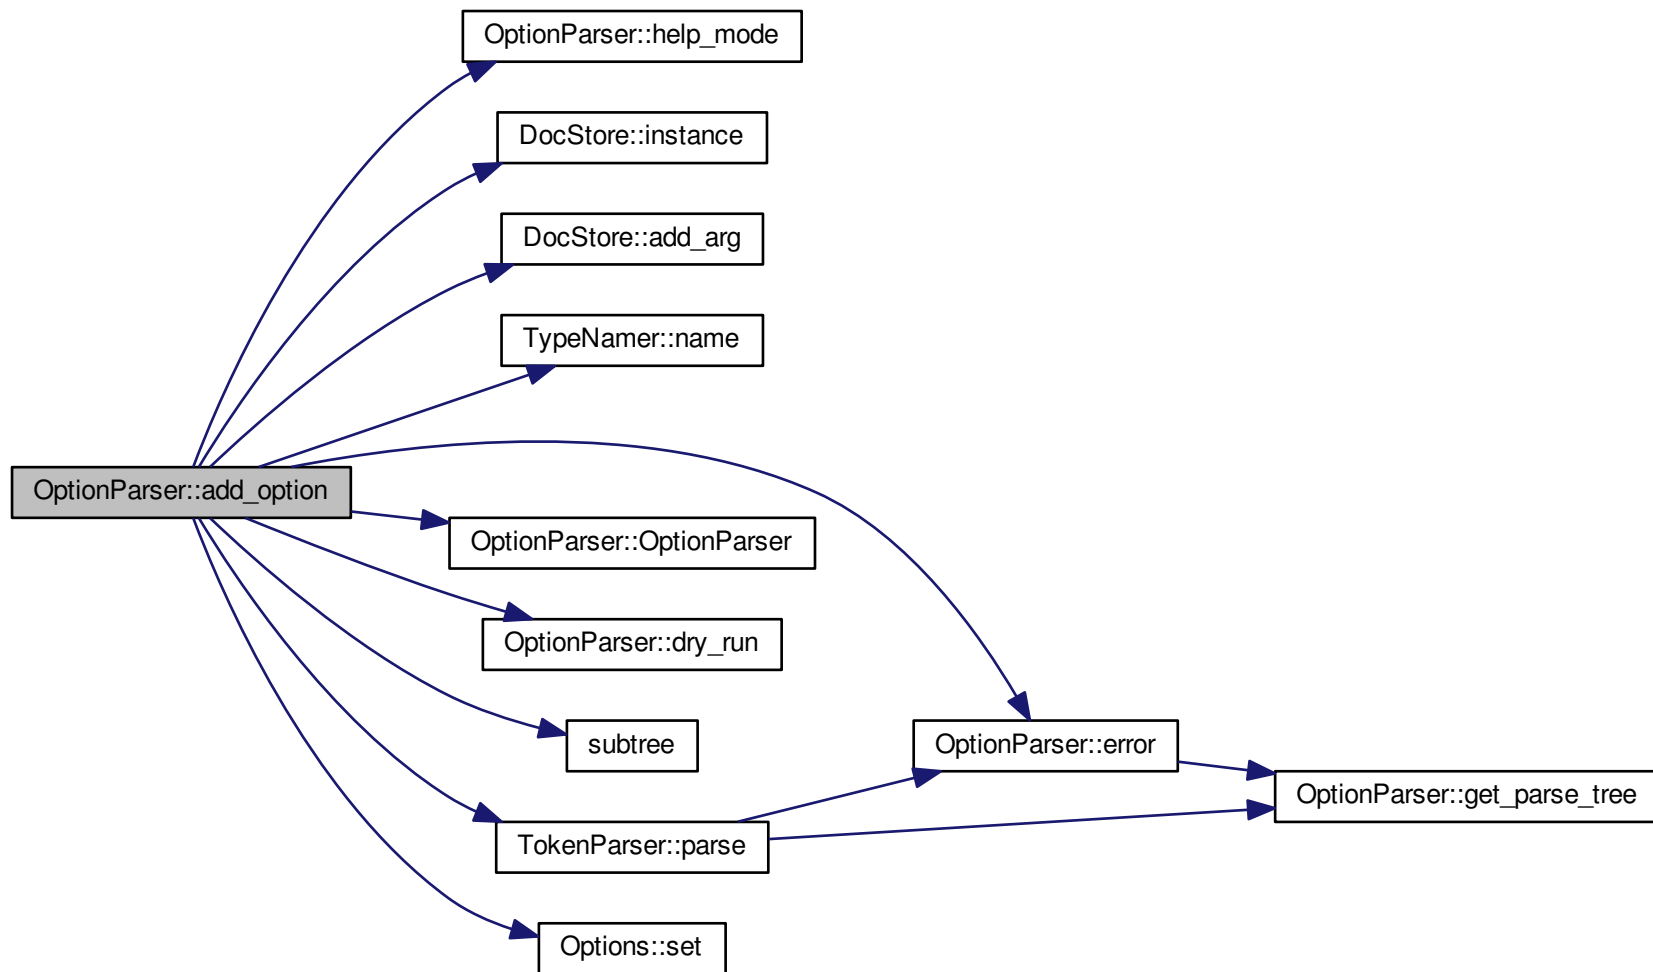 OptionParser::help_mode
DocStore::instance
DocStore::add_arg
TypeNamer::name
OptionParser::add_option
OptionParser::OptionParser
OptionParser::dry_run
subtree
OptionParser::error
OptionParser::get_parse_tree
TokenParser::parse
Options::set